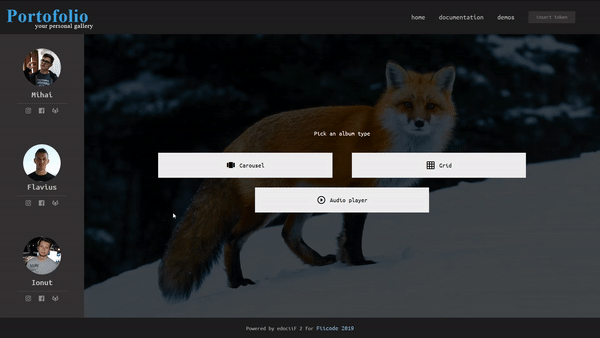 Portofolio
your personal gallery
home
documentation
demos
insert token
Mihai
Flavius
Ionut
Pick an album type
Carousel
Grid
Audio player
Powered by edoctiF 2 for Fiicode 2019